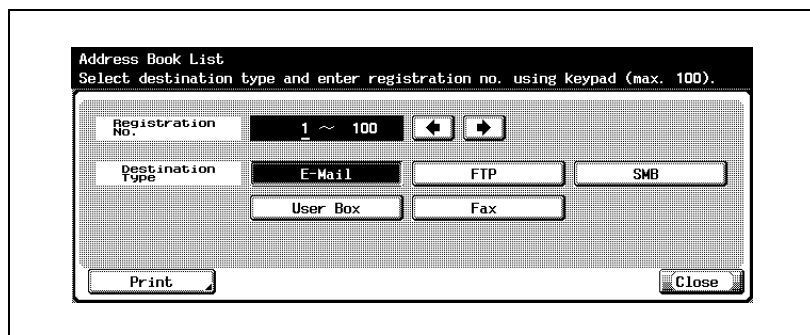 Address Book List
Select destination type and enter registration no. using keypad (max. 100).
Registration
No.
1 ～ 100
Destination
Type
E-Mail
FTP
SMB
User Box
Fax
Print
Close